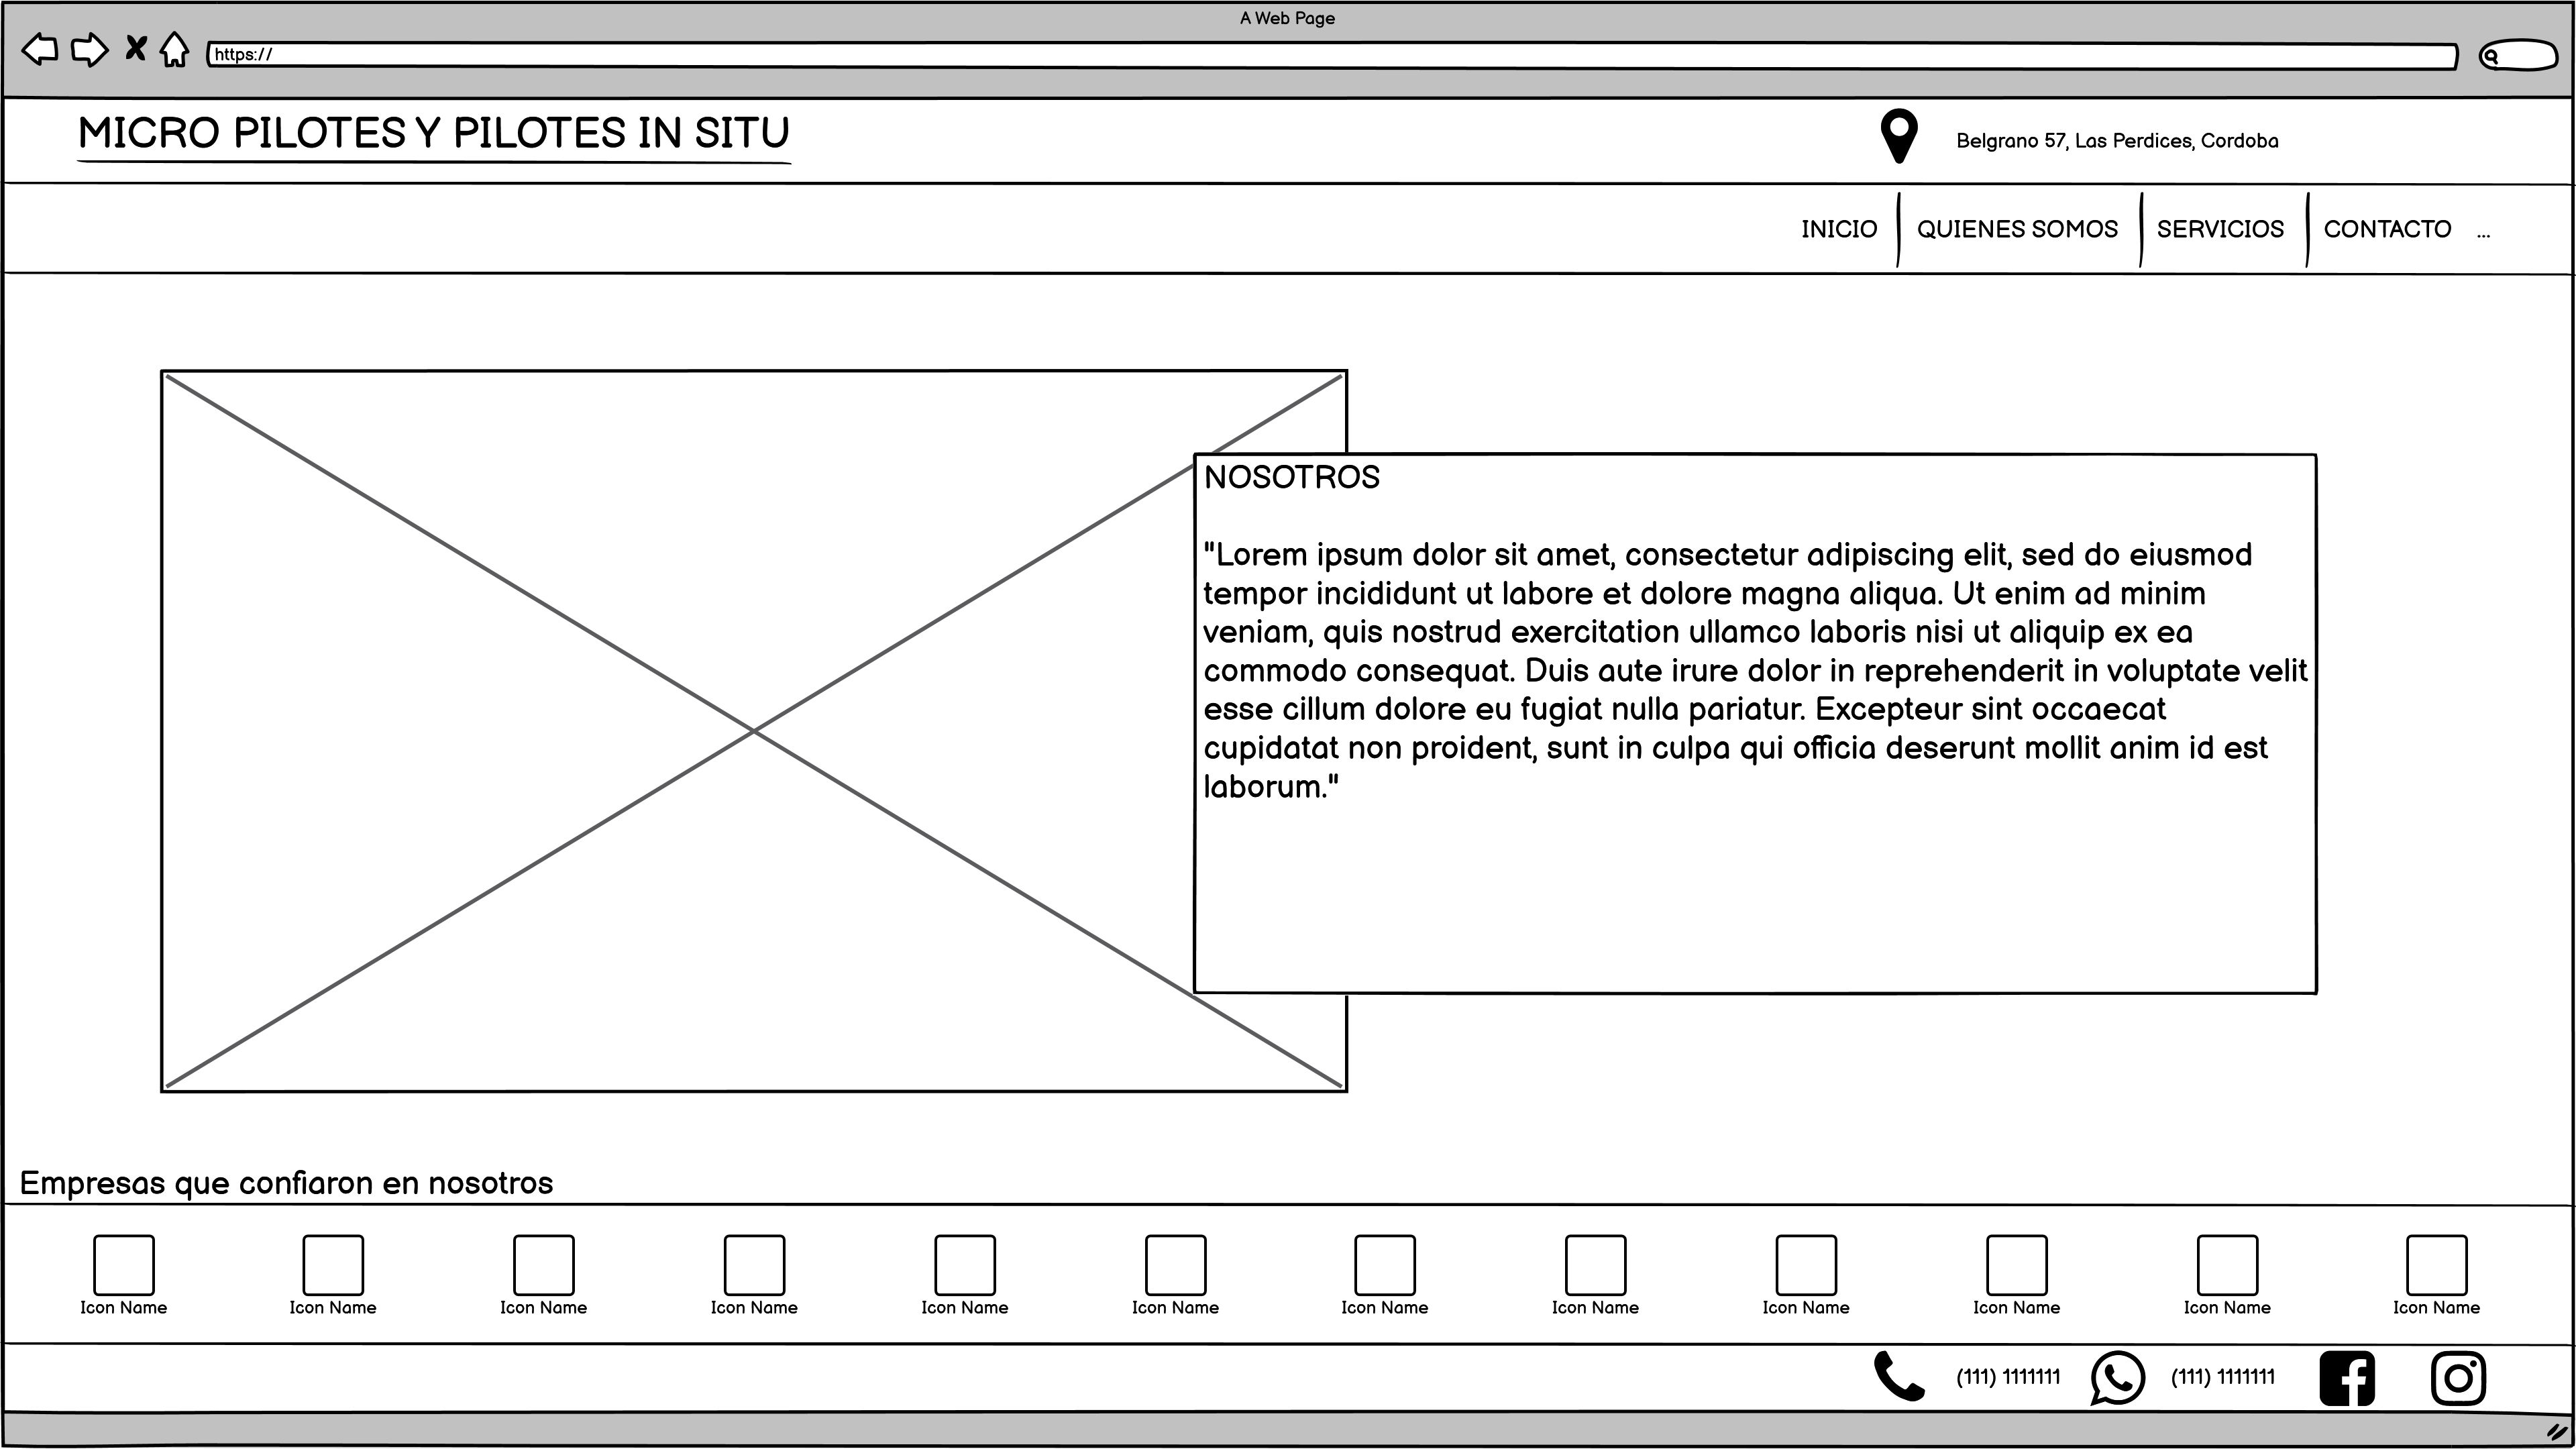 A Web Page
https://
MICRO PILOTES Y PILOTES IN SITU
Belgrano 57, Las Perdices, Cordoba
INICIO
QUIENES SOMOS
SERVICIOS
CONTACTO
...
NOSOTROS
"Lorem ipsum dolor sit amet, consectetur adipiscing elit, sed do eiusmod
tempor incididunt ut labore et dolore magna aliqua. Ut enim ad minim
veniam, quis nostrud exercitation ullamco laboris nisi ut aliquip ex ea
commodo consequat. Duis aute irure dolor in reprehenderit in voluptate velit
esse cillum dolore eu fugiat nulla pariatur. Excepteur sint occaecat
cupidatat non proident, sunt in culpa qui officia deserunt mollit anim id est
laborum."
Empresas que confiaron en nosotros
Icon Name
Icon Name
Icon Name
Icon Name
Icon Name
Icon Name
Icon Name
Icon Name
Icon Name
Icon Name
Icon Name
Icon Name
(111) 1111111
(111) 1111111